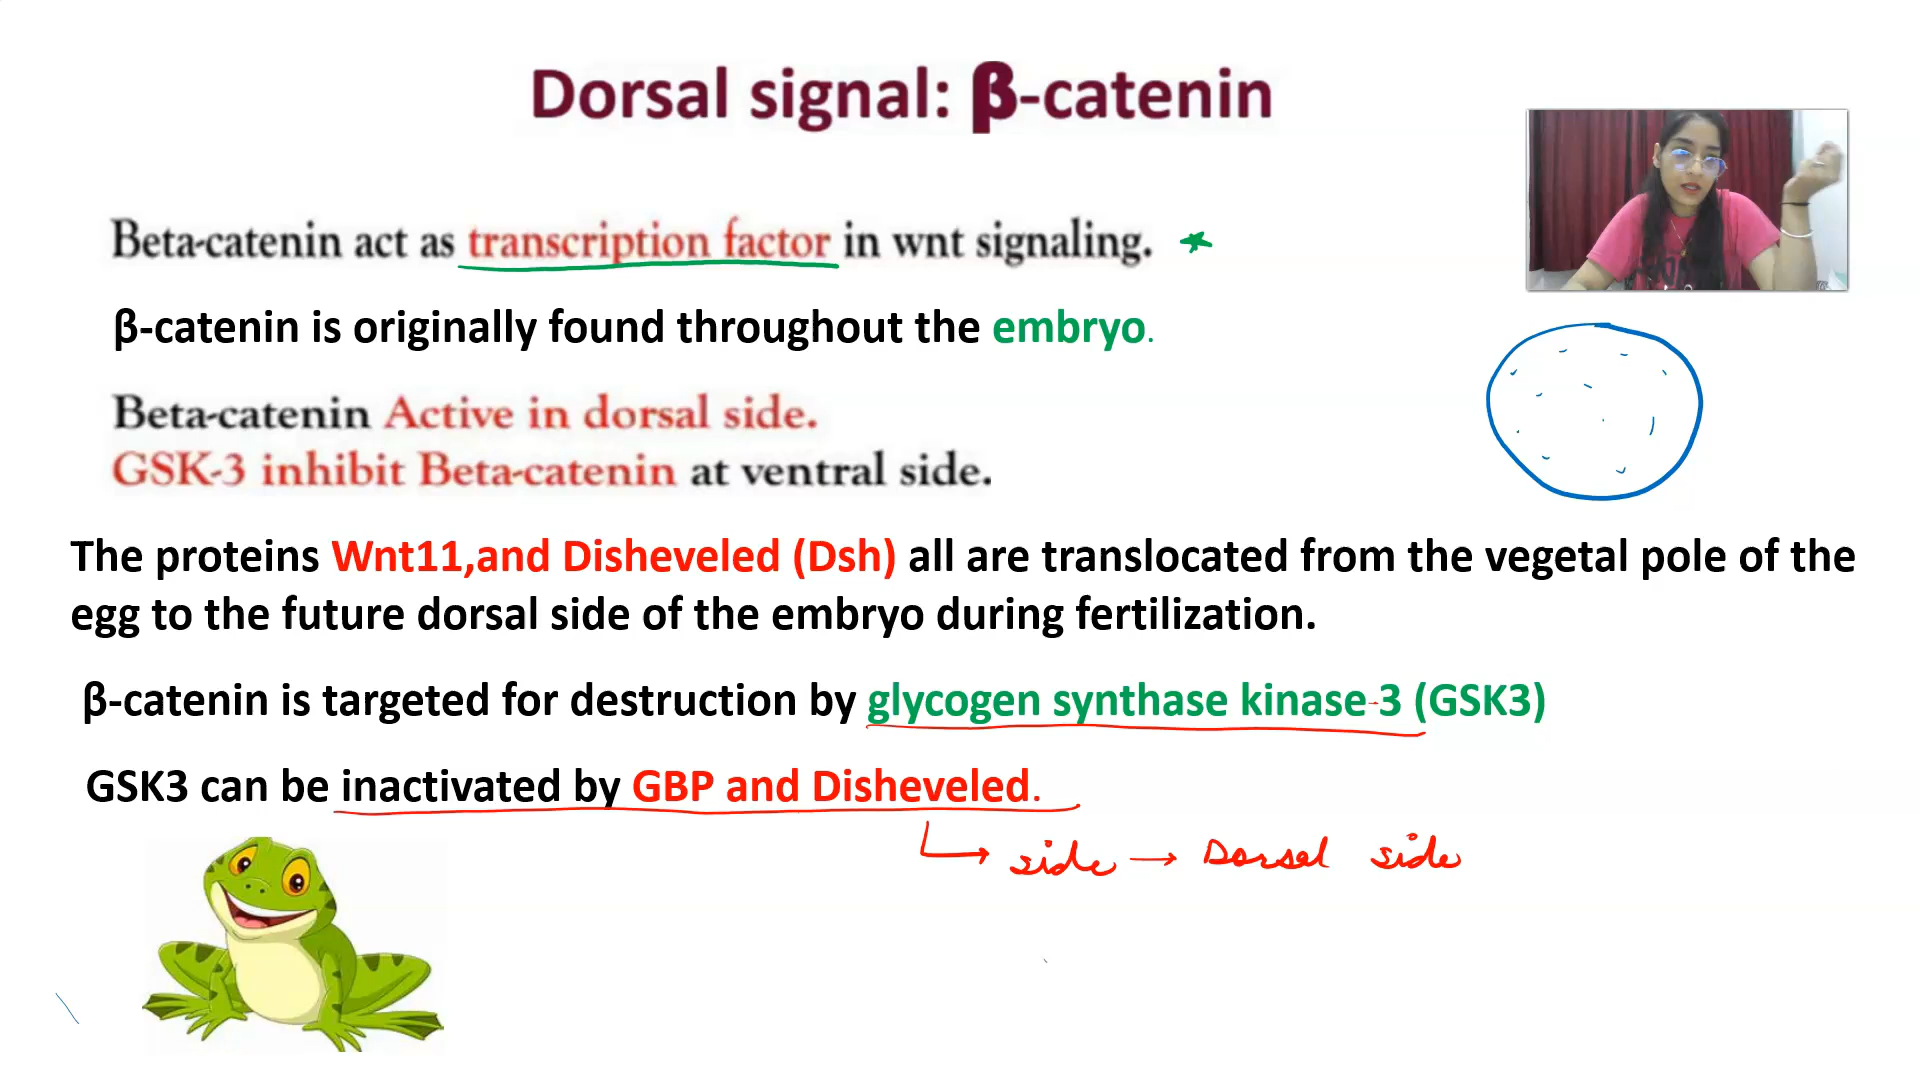 Dorsal signal: β-catenin
Beta-catenin act as transcription factor in wnt signaling.
β-catenin is originally found throughout the embryo.
Beta-catenin Active in dorsal side.
GSK-3 inhibit Beta-catenin at ventral side.
The proteins Wnt11,and Disheveled (Dsh) all are translocated from the vegetal pole of the
egg to the future dorsal side of the embryo during fertilization.
β-catenin is targeted for destruction by glycogen synthase kinase-3 (GSK3)
GSK3 can be inactivated by GBP and Disheveled.
side → Dorsal side